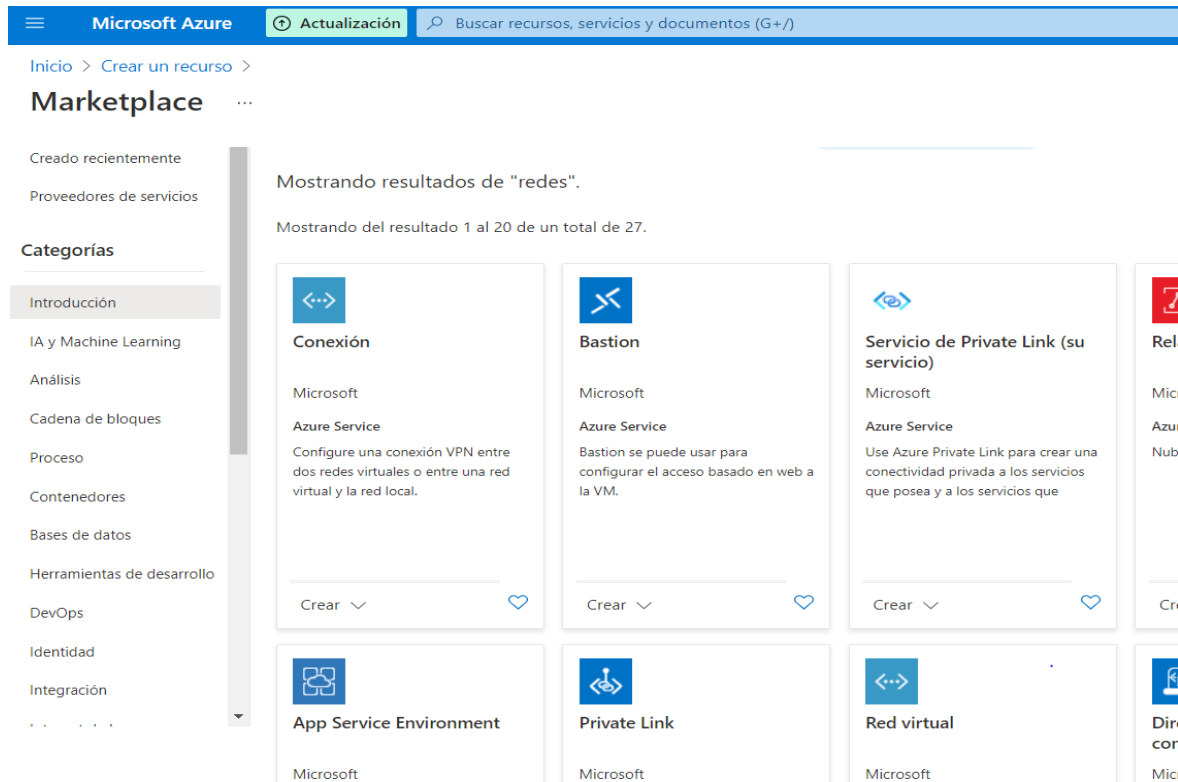 Microsoft Azure
Actualización
Buscar recursos, servicios y documentos (G+/)
Inicio > Crear un recurso >
Marketplace ...
Creado recientemente
Proveedores de servicios
Categorías
Introducción
IA y Machine Learning
Análisis
Cadena de bloques
Proceso
Contenedores
Bases de datos
Herramientas de desarrollo
DevOps
Identidad
Integración
Mostrando resultados de "redes".
Mostrando del resultado 1 al 20 de un total de 27.
Conexión
Microsoft
Azure Service
Configure una conexión VPN entre
dos redes virtuales o entre una red
virtual y la red local.
Crear
Bastion
Microsoft
Azure Service
Bastion se puede usar para
configurar el acceso basado en web a
la VM.
Crear
Servicio de Private Link (su
servicio)
Microsoft
Azure Service
Use Azure Private Link para crear una
conectividad privada a los servicios
que posea y a los servicios que
Crear
App Service Environment
Microsoft
Private Link
Microsoft
Red virtual
Microsoft